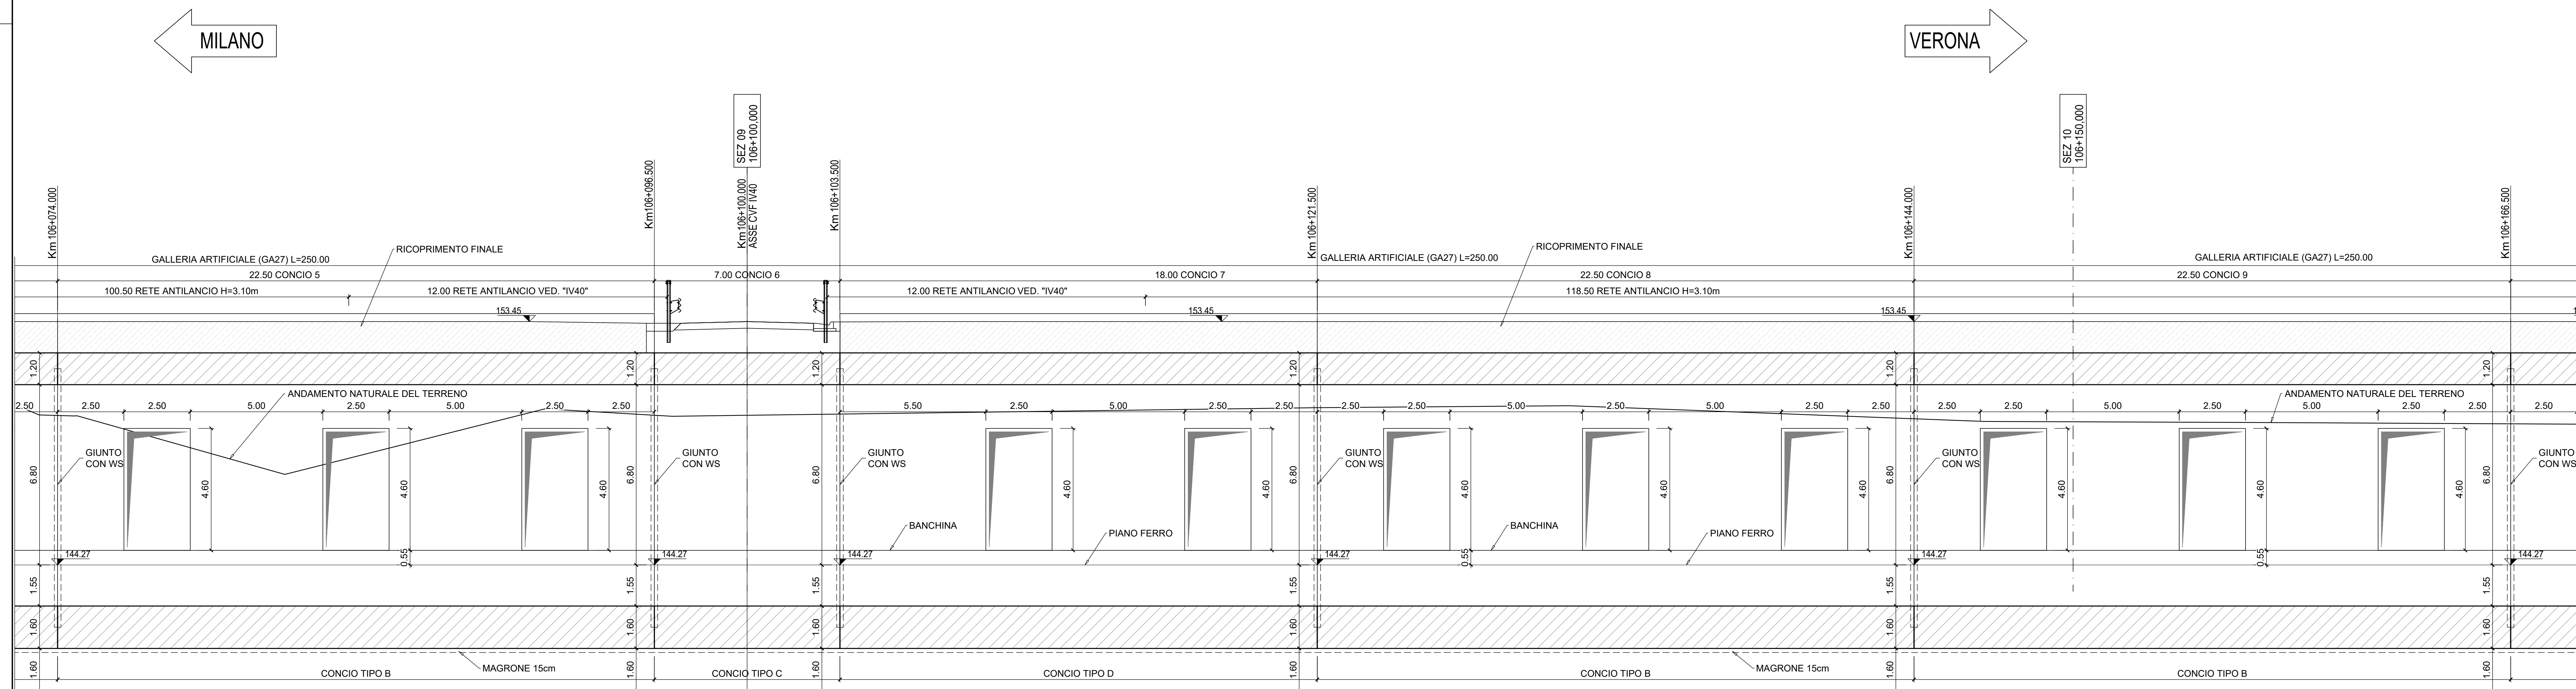 MILANO
VERONA
SEZ 09
106+100,000
SEZ 10
106+150,000
Km 106+074.000
Km106+096.500
Km106+100.000
ASSE CVF IV40
Km 106+103.500
Km 106+121.500
Km 106+144.000
Km 106+166.500
RICOPRIMENTO FINALE
RICOPRIMENTO FINALE
GALLERIA ARTIFICIALE (GA27) L=250.00
GALLERIA ARTIFICIALE (GA27) L=250.00
GALLERIA ARTIFICIALE (GA27) L=250.00
22.50 CONCIO 5
7.00 CONCIO 6
18.00 CONCIO 7
22.50 CONCIO 8
22.50 CONCIO 9
100.50 RETE ANTILANCIO H=3.10m
12.00 RETE ANTILANCIO VED. "IV40"
12.00 RETE ANTILANCIO VED. "IV40"
118.50 RETE ANTILANCIO H=3.10m
153.45
153.45
153.45
1.20
1.20
1.20
1.20
1.20
1.20
ANDAMENTO NATURALE DEL TERRENO
ANDAMENTO NATURALE DEL TERRENO
2.50 2.50 2.50 5.00 2.50 5.00 2.50 2.50
5.50 2.50 5.00 2.50 2.50
2.50 2.50 5.00 2.50 5.00 2.50 2.50
2.50 2.50 5.00 2.50 5.00 2.50 2.50 2.50
GIUNTO
CON WS
GIUNTO
CON WS
GIUNTO
CON WS
GIUNTO
CON WS
GIUNTO
CON WS
GIUNTO
CON WS
6.80
4.60
4.60
4.60
6.80
6.80
4.60
4.60
6.80
4.60
4.60
4.60
6.80
4.60
4.60
4.60
6.80
BANCHINA
PIANO FERRO
BANCHINA
PIANO FERRO
144.27
144.27
144.27
144.27
144.27
144.27
0.55
0.55
0.55
1.55
1.55
1.55
1.55
1.55
1.55
1.60
1.60
1.60
1.60
1.60
1.60
MAGRONE 15cm
MAGRONE 15cm
1.60
1.60
1.60
1.60
1.60
1.60
CONCIO TIPO B
CONCIO TIPO C
CONCIO TIPO D
CONCIO TIPO B
CONCIO TIPO B